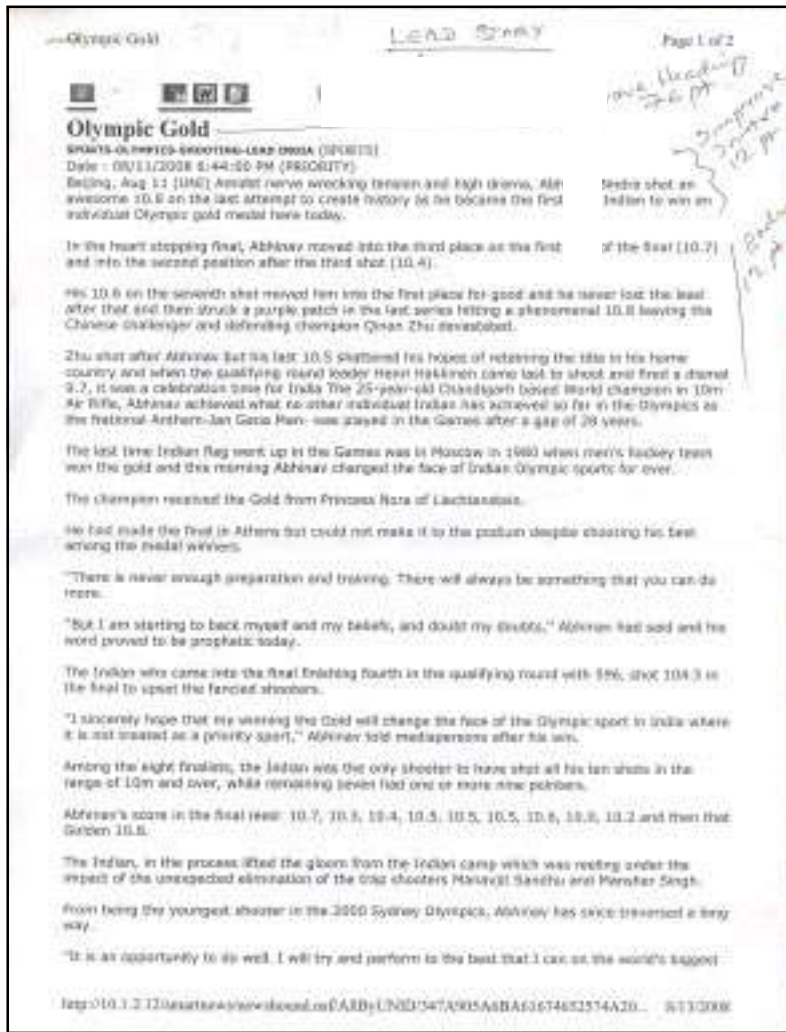 Olympic Gold
LEAD STORY
Page 1 of 2
Heading
36 pt
12 pt
12 pt
Olympic Gold
SPORTS-OLYMPICS-SHOOTING-LEAD INDIA (SPORTS)
Date : 08/11/2008 6:44:00 PM (PRIORITY)
Beijing, Aug 11 (UNI) Amidst nerve wrecking tension and high drama, Bindra shot an
awesome 10.8 on the last attempt to create history as he became the first Indian to win an
individual Olympic gold medal here today.
In the heart stopping final, Abhinav moved into the third place on the first of the final (10.7)
and into the second position after the third shot (10.4).
His 10.6 on the seventh shot moved him into the first place for good and he never lost the lead
after that and then struck a purple patch in the last series hitting a phenomenal 10.8 leaving the
Chinese challenger and defending champion Qinan Zhu devastated.
Zhu shot after Abhinav but his last 10.5 shattered his hopes of retaining the title in his home
country and when the qualifying round leader Henri Hakkinen came last to shoot and fired a dismal
9.7, it was a celebration time for India The 25-year-old Chandigarh based World champion in 10m
Air Rifle, Abhinav achieved what no other individual Indian has achieved so far in the Olympics as
the National Anthem-Jan Gana Man- was played in the Games after a gap of 28 years.
The last time Indian flag went up in the Games was in Moscow in 1980 when men's hockey team
won the gold and this morning Abhinav changed the face of Indian Olympic sports for ever.
The champion received the Gold from Princess Nora of Liechtenstein.
He had made the final in Athens but could not make it to the podium despite shooting his best
among the medal winners.
"There is never enough preparation and training. There will always be something that you can do
more.
"But I am starting to back myself and my beliefs, and doubt my doubts," Abhinav had said and his
word proved to be prophetic today.
The Indian who came into the final finishing fourth in the qualifying round with 596, shot 104.5 in
the final to upset the fancied shooters.
"I sincerely hope that my winning the Gold will change the face of the Olympic sport in India where
it is not treated as a priority sport," Abhinav told mediapersons after his win.
Among the eight finalists, the Indian was the only shooter to have shot all his ten shots in the
range of 10m and over, while remaining seven had one or more nine pointers.
Abhinav's score in the final read: 10.7, 10.3, 10.4, 10.5, 10.5, 10.5, 10.6, 10.0, 10.2 and then that
Golden 10.8.
The Indian, in the process lifted the gloom from the Indian camp which was reeling under the
impact of the unexpected elimination of the trap shooters Manavjit Sandhu and Mansher Singh.
From being the youngest shooter in the 2000 Sydney Olympics, Abhinav has since traversed a long
way.
"It is an opportunity to do well. I will try and perform to the best that I can on the world's biggest
8/13/2008